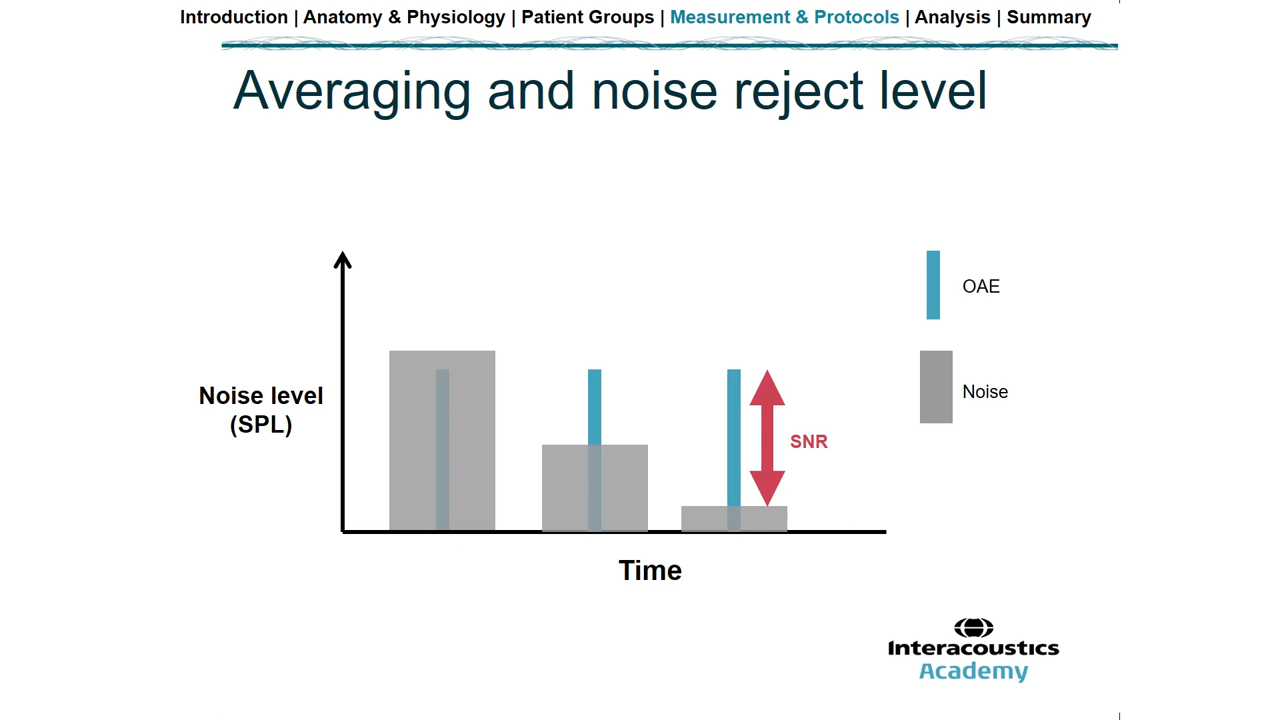 Introduction | Anatomy & Physiology | Patient Groups | Measurement & Protocols | Analysis | Summary
Averaging and noise reject level
OAE
Noise level
(SPL)
Noise
SNR
Time
Interacoustics
Academy